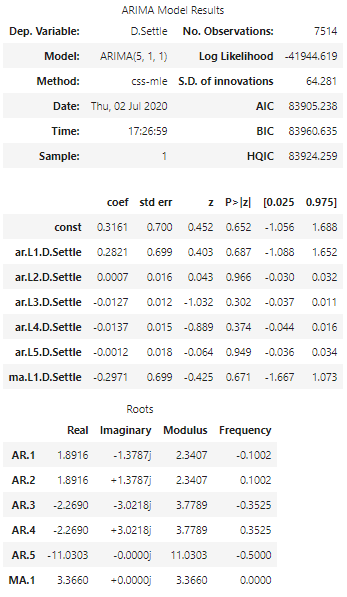 ARIMA Model Results
Dep. Variable: D.Settle No. Observations: 7514
Model: ARIMA(5, 1, 1) Log Likelihood -41944.619
Method: css-mle S.D. of innovations 64.281
Date: Thu, 02 Jul 2020 AIC 83905.238
Time: 17:26:59 BIC 83960.635
Sample: 1 HQIC 83924.259
coef std err z P>|z| [0.025 0.975]
const 0.3161 0.700 0.452 0.652 -1.056 1.688
ar.L1.D.Settle 0.2821 0.699 0.403 0.687 -1.088 1.652
ar.L2.D.Settle 0.0007 0.016 0.043 0.966 -0.030 0.032
ar.L3.D.Settle -0.0127 0.012 -1.032 0.302 -0.037 0.011
ar.L4.D.Settle -0.0137 0.015 -0.889 0.374 -0.044 0.016
ar.L5.D.Settle -0.0012 0.018 -0.064 0.949 -0.036 0.034
ma.L1.D.Settle -0.2971 0.699 -0.425 0.671 -1.667 1.073
Roots
Real Imaginary Modulus Frequency
AR.1 1.8916 -1.3787j 2.3407 -0.1002
AR.2 1.8916 +1.3787j 2.3407 0.1002
AR.3 -2.2690 -3.0218j 3.7789 -0.3525
AR.4 -2.2690 +3.0218j 3.7789 0.3525
AR.5 -11.0303 -0.0000j 11.0303 -0.5000
MA.1 3.3660 +0.0000j 3.3660 0.0000